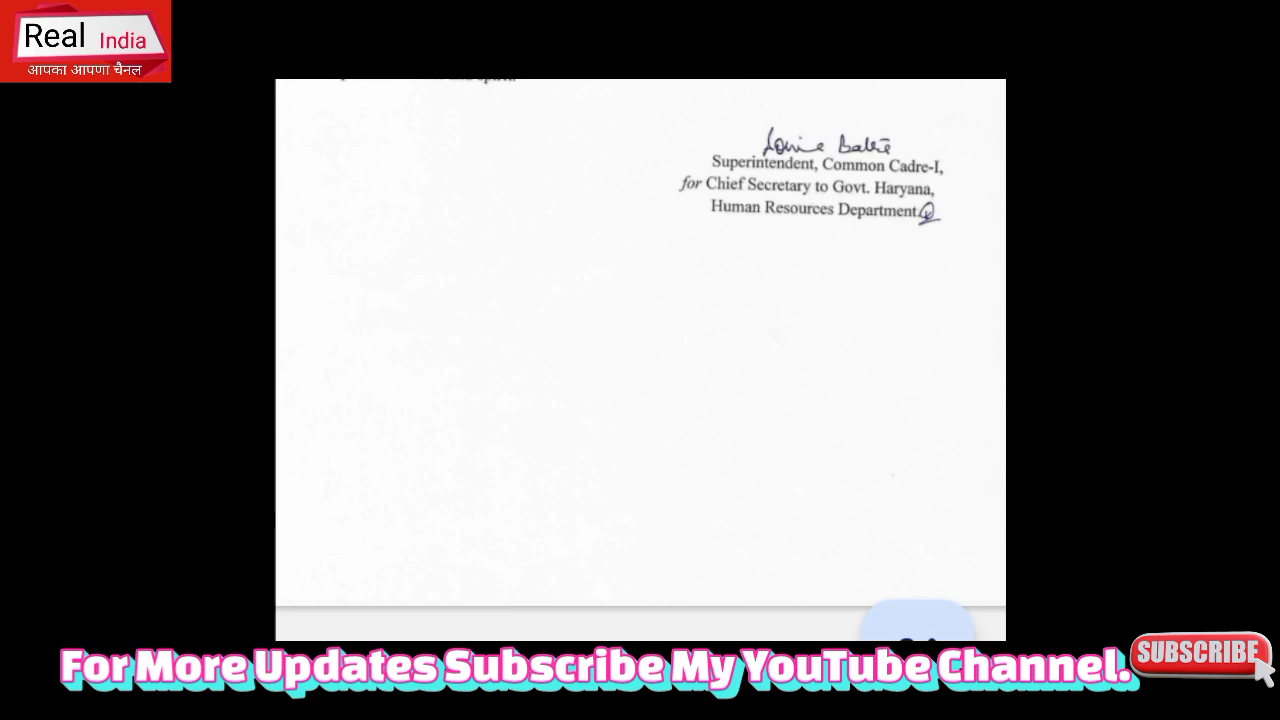 Real India
आपका आपणा चैनल
Superintendent, Common Cadre-I,
for Chief Secretary to Govt. Haryana,
Human Resources Department
For More Updates Subscribe My YouTube Channel.
SUBSCRIBE